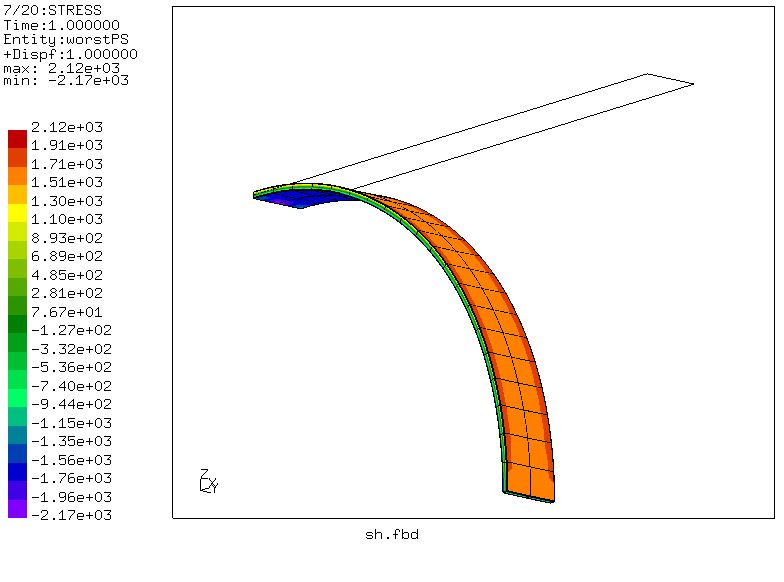 7/20:STRESS
Time:1.000000
Entity:worstPS
+Dispf:1.000000
max: 2.12e+03
min: -2.17e+03
2.12e+03
1.91e+03
1.71e+03
1.51e+03
1.30e+03
1.10e+03
8.93e+02
6.89e+02
4.85e+02
2.81e+02
7.67e+01
-1.27e+02
-3.32e+02
-5.36e+02
-7.40e+02
-9.44e+02
-1.15e+03
-1.35e+03
-1.56e+03
-1.76e+03
-1.96e+03
-2.17e+03
Z
X
Y
sh.fbd